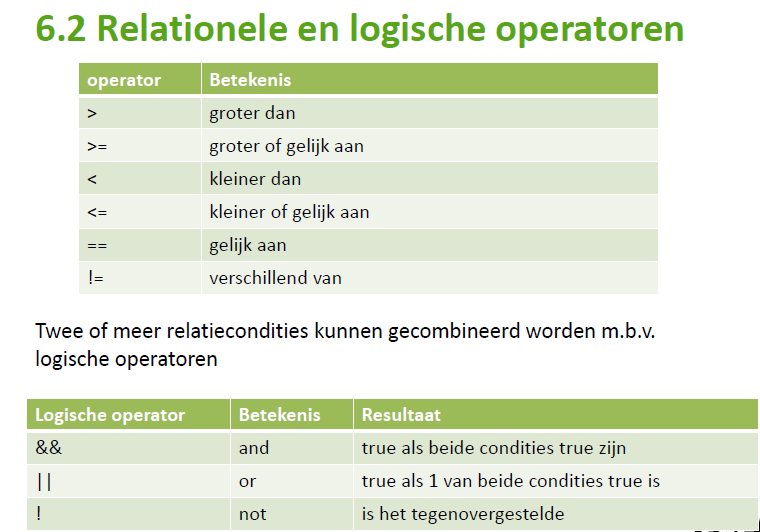 6.2 Relationele en logische operatoren
operator Betekenis
> groter dan
>= groter of gelijk aan
< kleiner dan
<= kleiner of gelijk aan
== gelijk aan
!= verschillend van
Twee of meer relatiecondities kunnen gecombineerd worden m.b.v.
logische operatoren
Logische operator Betekenis Resultaat
&& and true als beide condities true zijn
|| or true als 1 van beide condities true is
! not is het tegenovergestelde